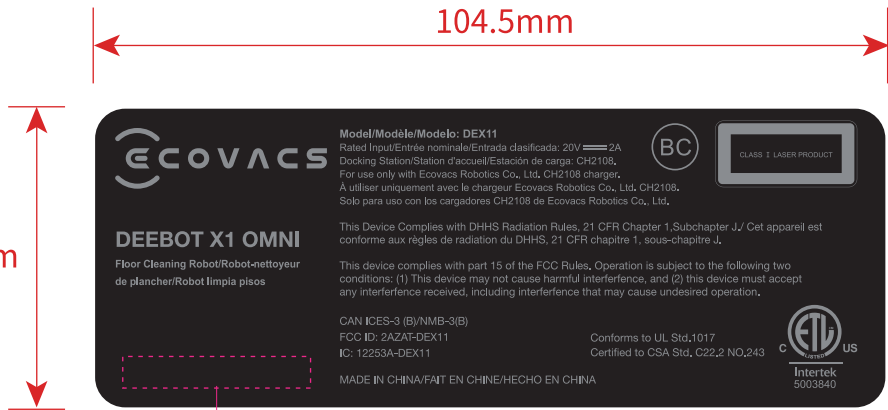 104.5mm
m
ECOVACS
DEEBOT X1 OMNI
Floor Cleaning Robot/Robot-nettoyeur
de plancher/Robot limpia pisos
Model/Modèle/Modelo: DEX11
Rated Input/Entrée nominale/Entrada clasificada: 20V ⎓ 2A
Docking Station/Station d'accueil/Estación de carga: CH2108.
For use only with Ecovacs Robotics Co., Ltd. CH2108 charger.
À utiliser uniquement avec le chargeur Ecovacs Robotics Co., Ltd. CH2108.
Solo para uso con los cargadores CH2108 de Ecovacs Robotics Co., Ltd.
BC
CLASS I LASER PRODUCT
This Device Complies with DHHS Radiation Rules, 21 CFR Chapter 1,Subchapter J./ Cet appareil est
conforme aux règles de radiation du DHHS, 21 CFR chapitre 1, sous-chapitre J.
This device complies with part 15 of the FCC Rules. Operation is subject to the following two
conditions: (1) This device may not cause harmful interference, and (2) this device must accept
any interference received, including interference that may cause undesired operation.
CAN ICES-3 (B)/NMB-3(B)
FCC ID: 2AZAT-DEX11
IC: 12253A-DEX11
Conforms to UL Std.1017
Certified to CSA Std. C22.2 NO.243
MADE IN CHINA/FAIT EN CHINE/HECHO EN CHINA
ETL
LISTED
C US
Intertek
5003840